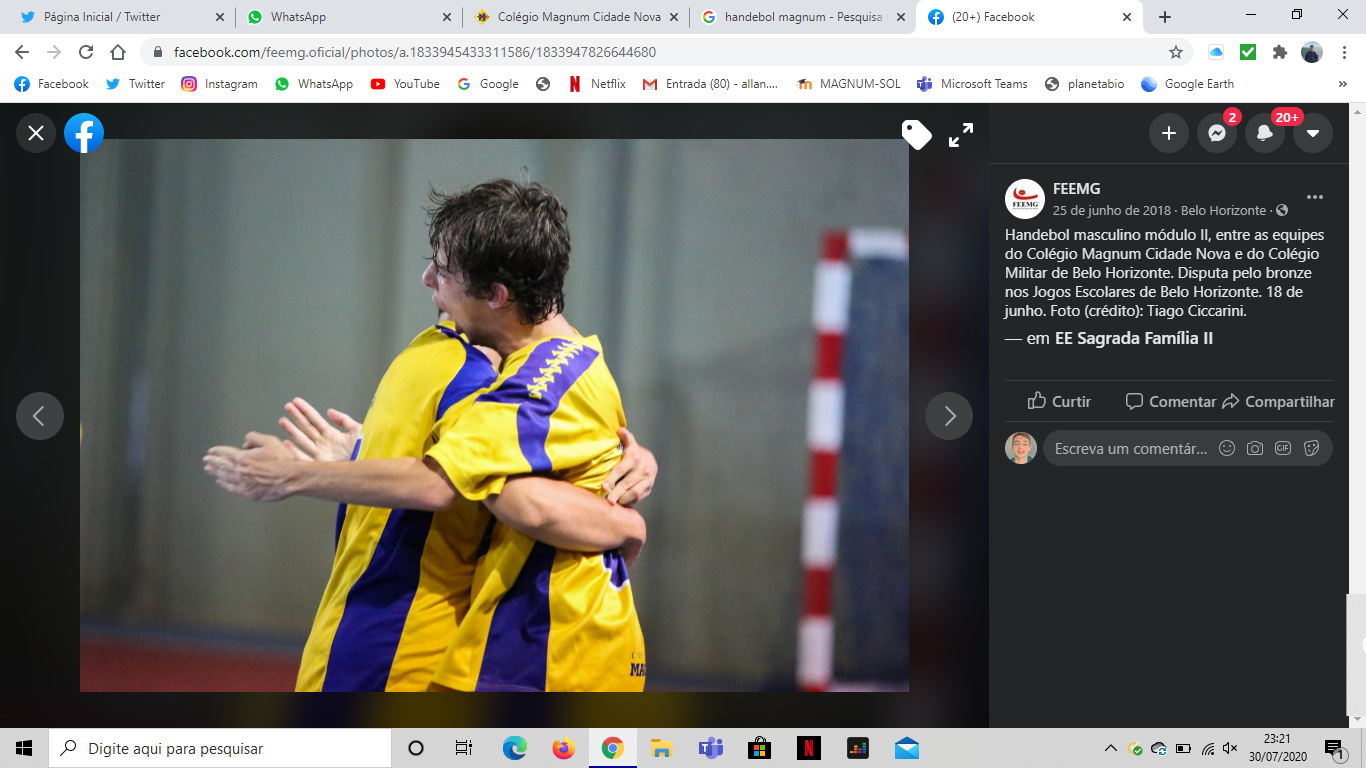 Página Inicial / Twitter
WhatsApp
Colégio Magnum Cidade Nova
handebol magnum - Pesquisa
(20+) Facebook
facebook.com/feemg.oficial/photos/a.1833945433311586/1833947826644680
Facebook
Twitter
Instagram
WhatsApp
YouTube
Google
Netflix
Entrada (80) - allan....
MAGNUM-SOL
Microsoft Teams
planetabio
Google Earth
2
20+
FEEMG
FEEMG
25 de junho de 2018 · Belo Horizonte ·
Handebol masculino módulo II, entre as equipes
do Colégio Magnum Cidade Nova e do Colégio
Militar de Belo Horizonte. Disputa pelo bronze
nos Jogos Escolares de Belo Horizonte. 18 de
junho. Foto (crédito): Tiago Ciccarini.
— em EE Sagrada Família II
Curtir
Comentar
Compartilhar
Escreva um comentár...
GIF
Digite aqui para pesquisar
23:21
30/07/2020
1